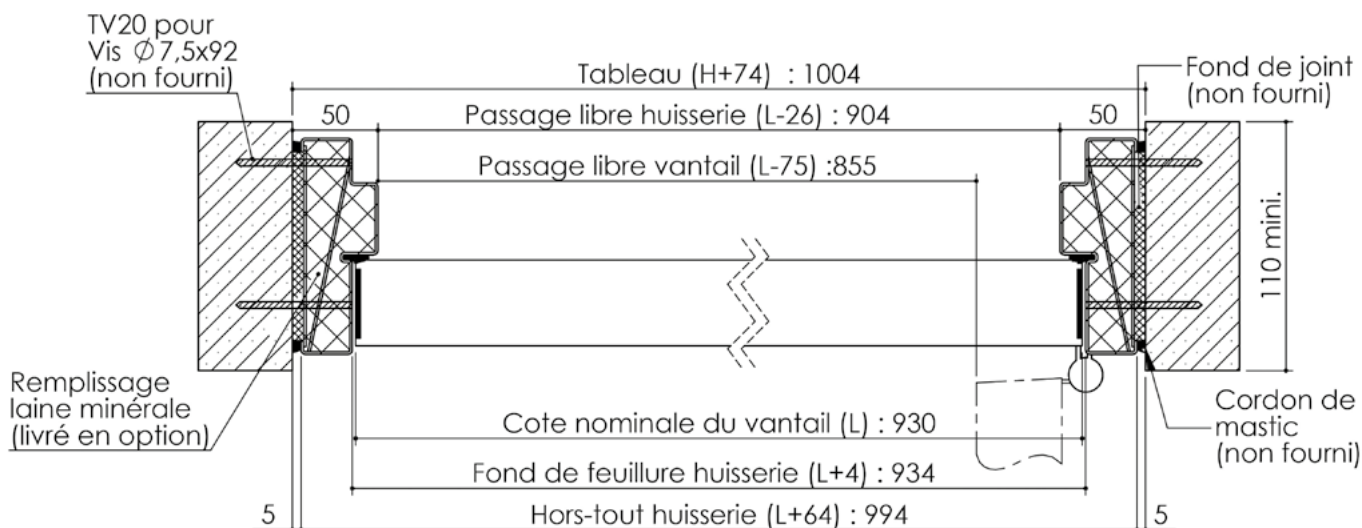 TV20 pour
Vis Ø7,5x92
(non fourni)
Tableau (H+74) : 1004
Fond de joint
(non fourni)
50
Passage libre huisserie (L-26) : 904
50
Passage libre vantail (L-75) :855
110 mini.
Remplissage
laine minérale
(livré en option)
Cote nominale du vantail (L) : 930
Cordon de
mastic
(non fourni)
Fond de feuillure huisserie (L+4) : 934
5
Hors-tout huisserie (L+64) : 994
5